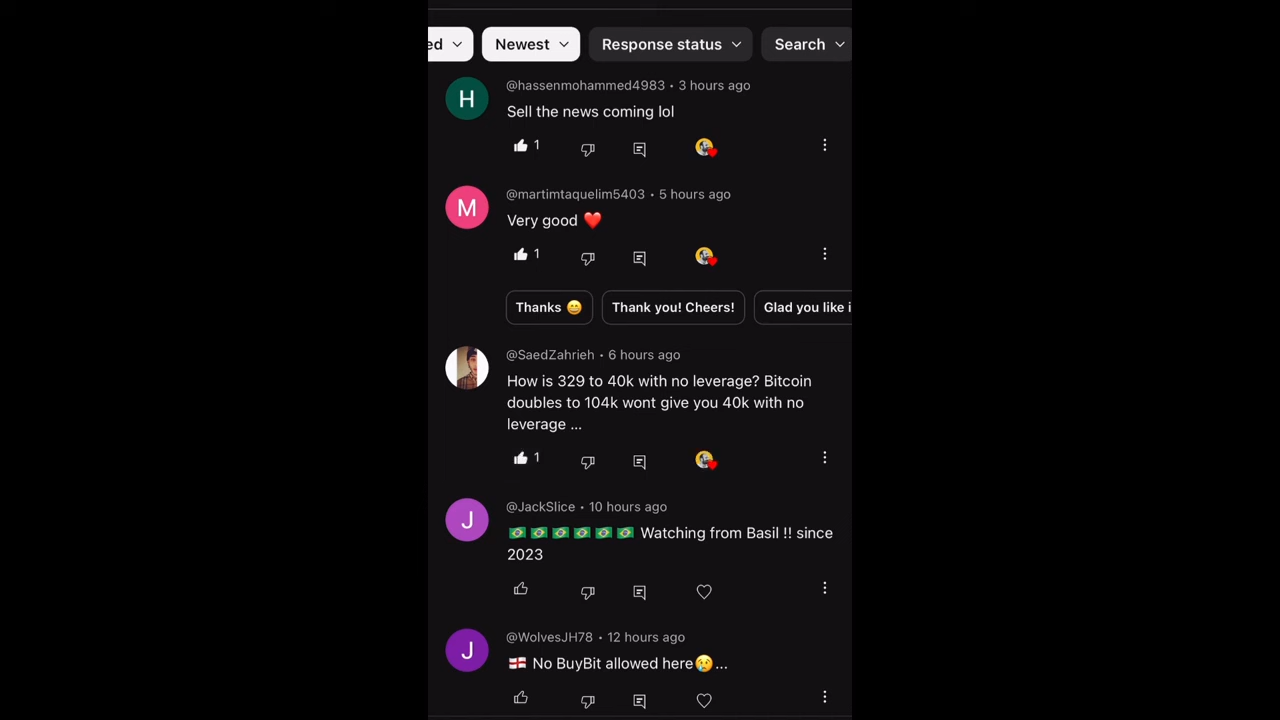 ed
Newest
Response status
Search
H
@hassenmohammed4983 • 3 hours ago
Sell the news coming lol
1
M
@martimtaquelim5403 • 5 hours ago
Very good ❤️
1
Thanks 😄
Thank you! Cheers!
Glad you like i
@SaedZahrieh • 6 hours ago
How is 329 to 40k with no leverage? Bitcoin
doubles to 104k wont give you 40k with no
leverage ...
1
J
@JackSlice • 10 hours ago
🇧🇷🇧🇷🇧🇷🇧🇷🇧🇷🇧🇷 Watching from Basil !! since
2023
J
@WolvesJH78 • 12 hours ago
🏴󠁧󠁢󠁥󠁮󠁧󠁿 No BuyBit allowed here😢...